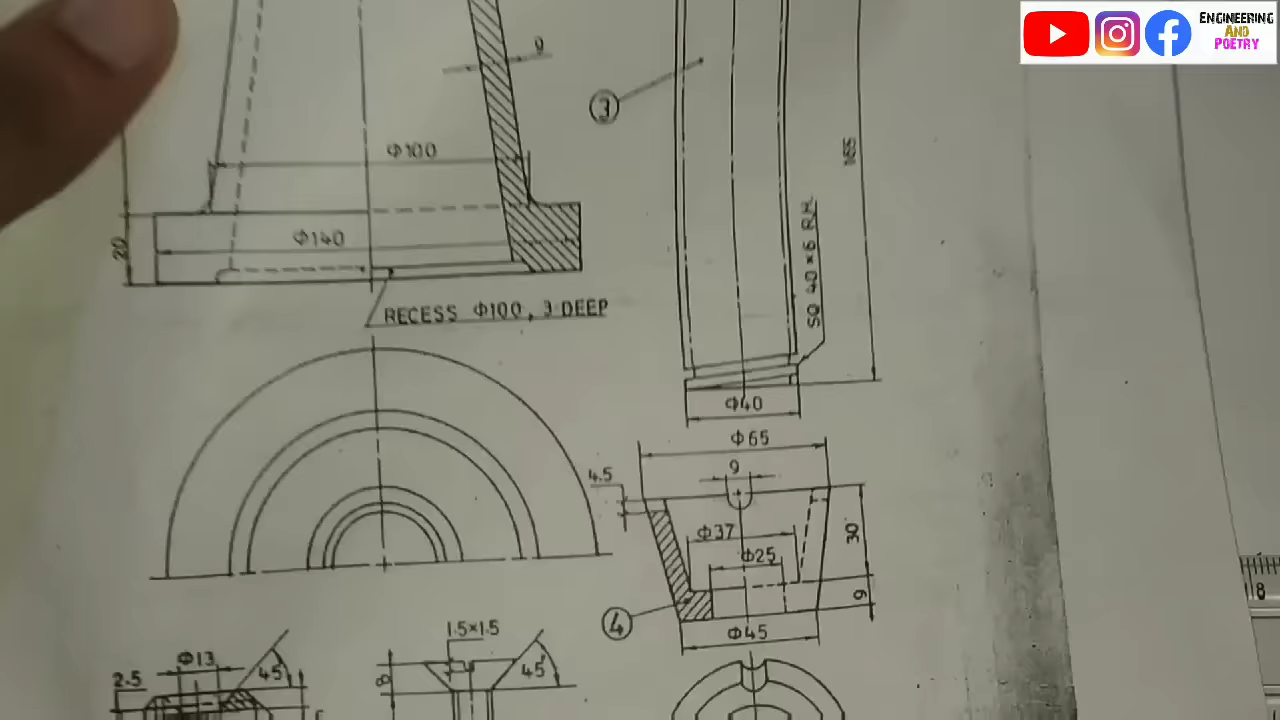 ENGINEERING
AND
POETRY
9
3
Φ100
165
20
Φ140
SQ 40×6 R.H.
RECESS Φ100, 3 DEEP
Φ40
Φ65
4.5
9
Φ37
30
Φ25
9
4
Φ45
1.5×1.5
Φ13
45°
45°
2.5
8
8